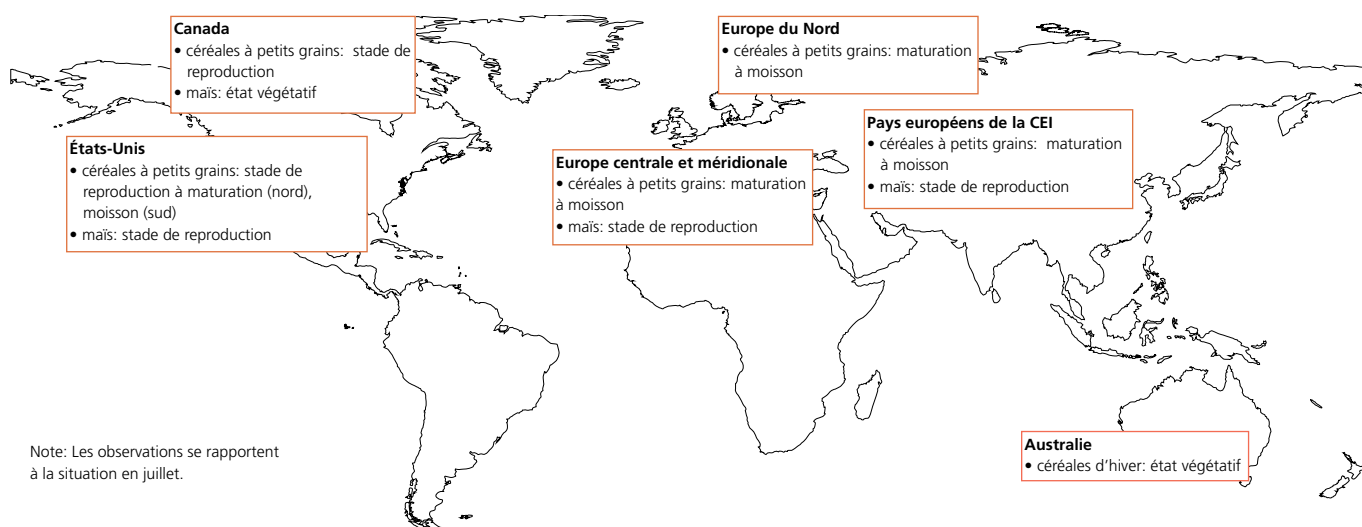 Canada
• céréales à petits grains: stade de
reproduction
• maïs: état végétatif
Europe du Nord
• céréales à petits grains: maturation
à moisson
États-Unis
• céréales à petits grains: stade de
reproduction à maturation (nord),
moisson (sud)
• maïs: stade de reproduction
Europe centrale et méridionale
• céréales à petits grains: maturation
à moisson
• maïs: stade de reproduction
Pays européens de la CEI
• céréales à petits grains: maturation
à moisson
• maïs: stade de reproduction
Australie
• céréales d’hiver: état végétatif
Note: Les observations se rapportent
à la situation en juillet.